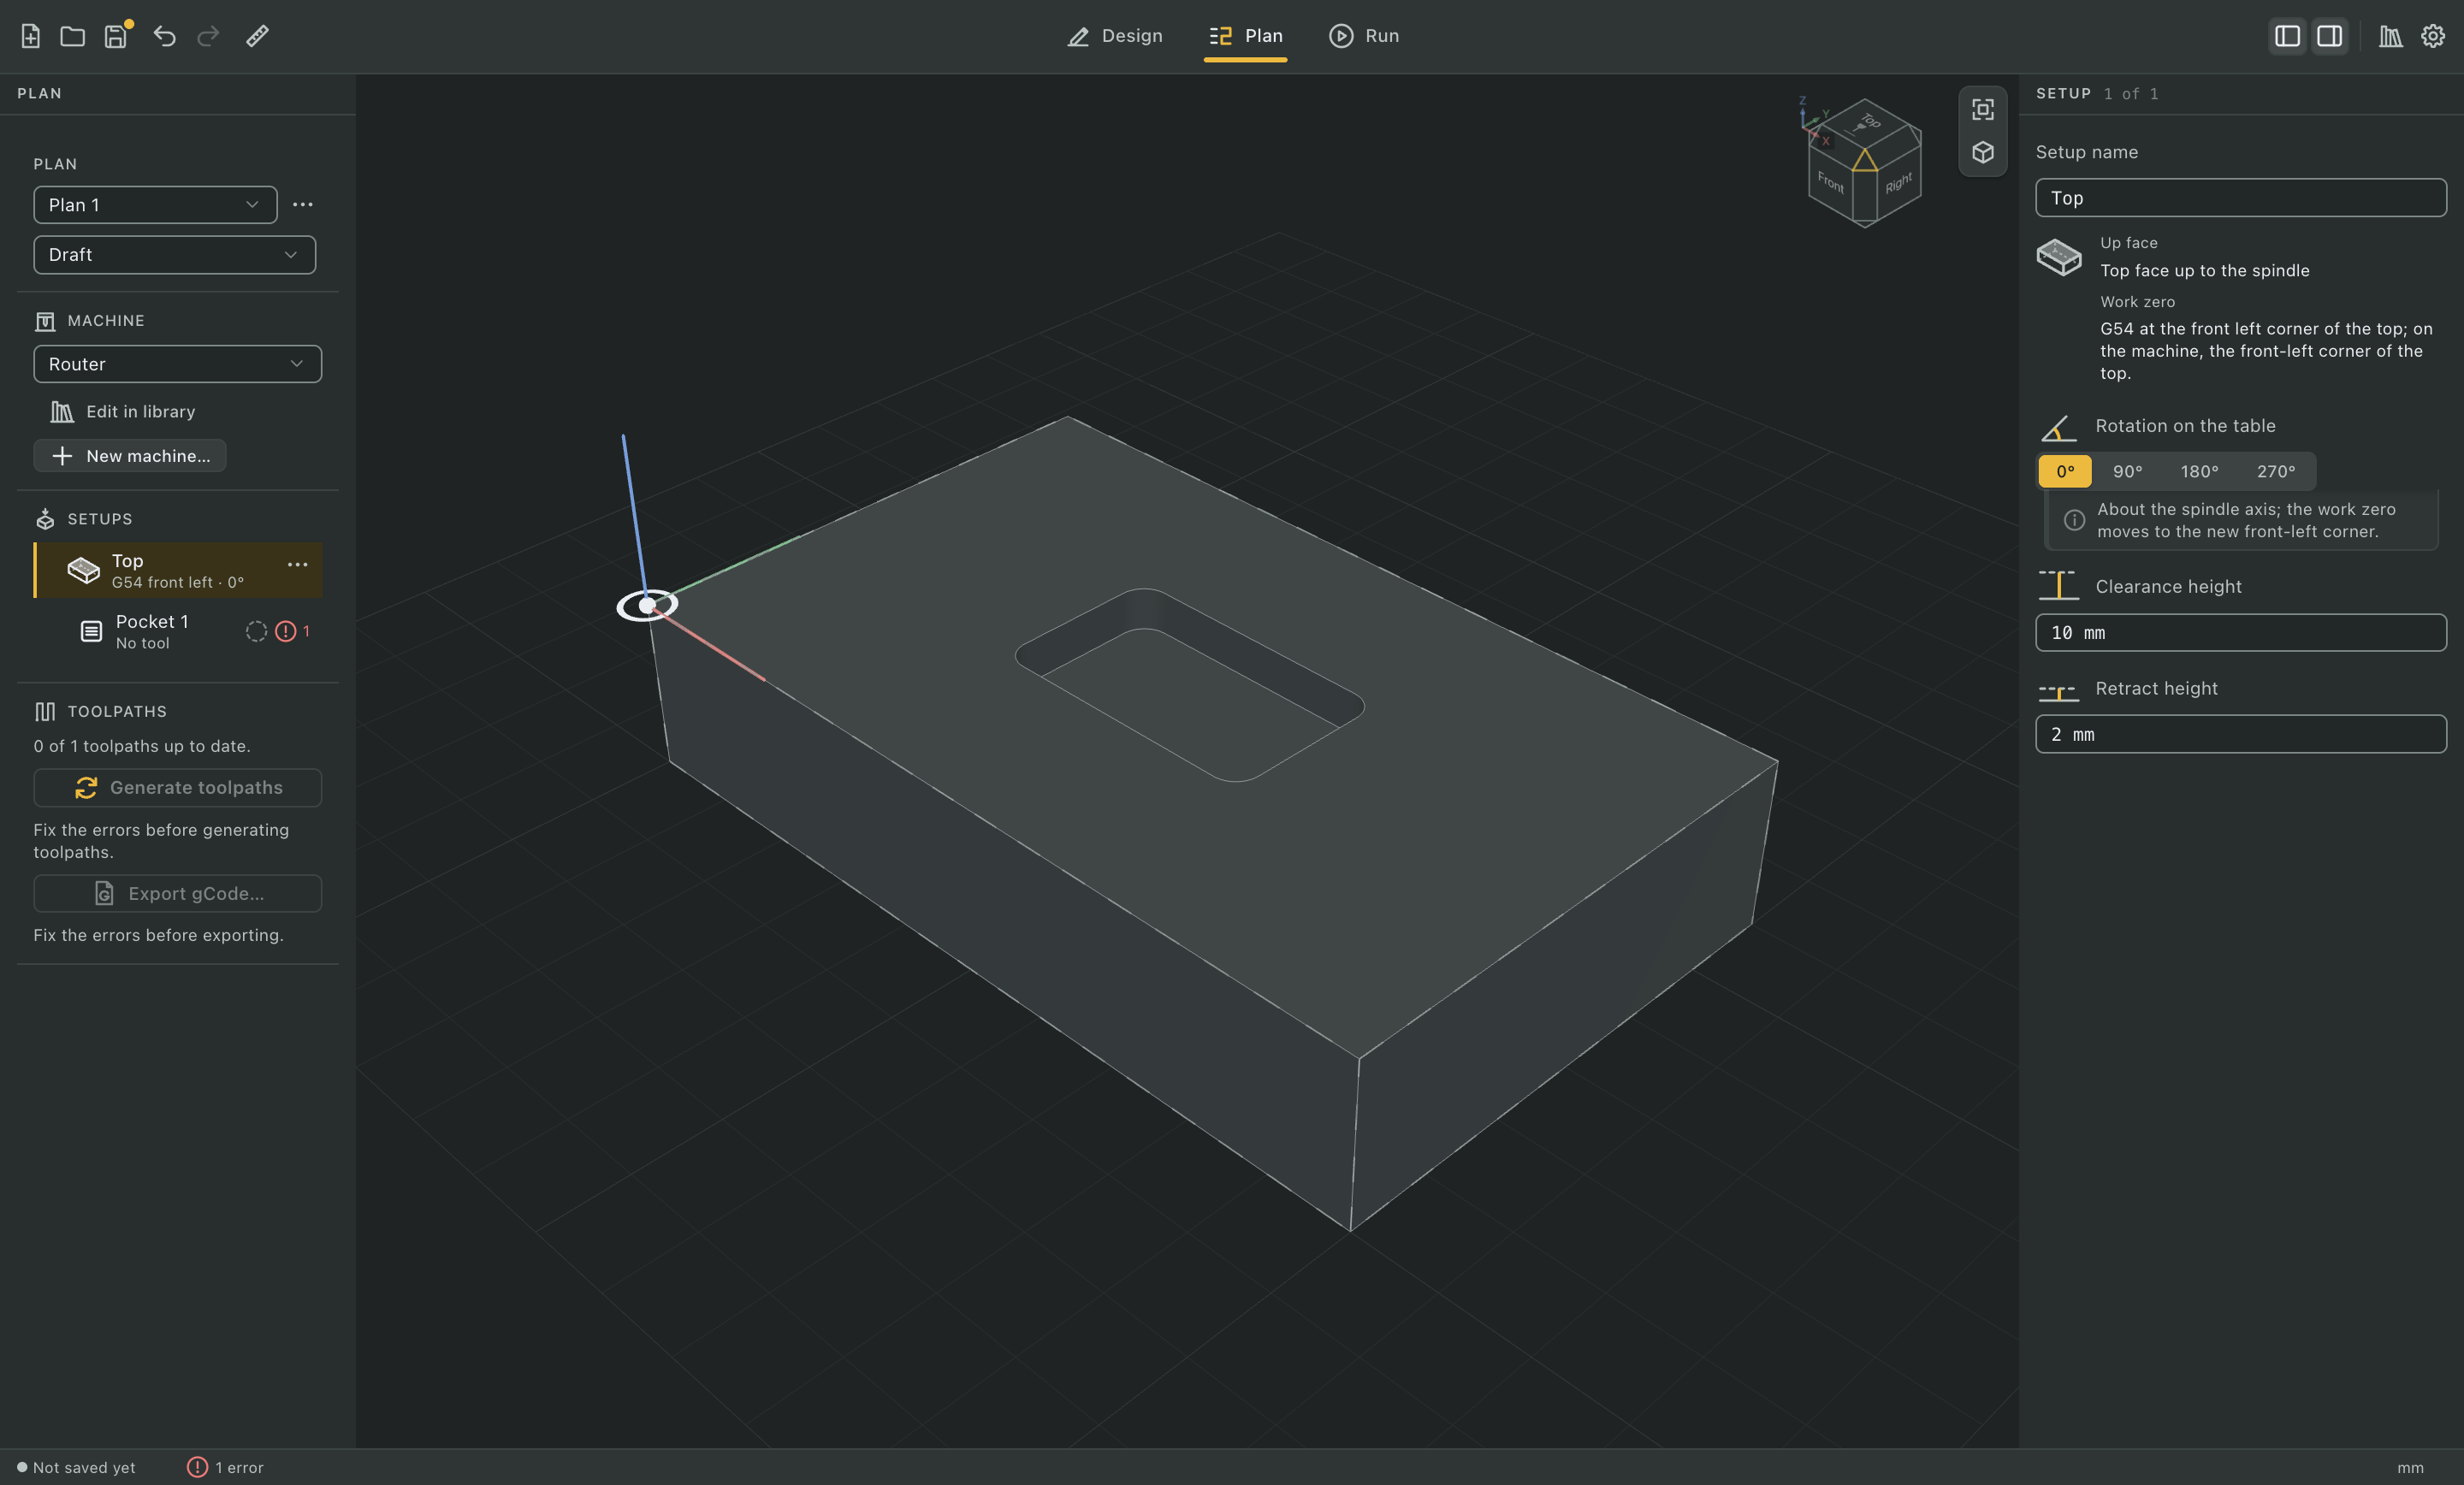 Design
Plan
Run
PLAN
PLAN
Plan 1
Draft
MACHINE
Router
Edit in library
New machine...
SETUPS
Top
G54 front left · 0°
Pocket 1
No tool
1
TOOLPATHS
0 of 1 toolpaths up to date.
Generate toolpaths
Fix the errors before generating
toolpaths.
Export gCode...
Fix the errors before exporting.
Z
Y
X
Top
Front
Right
SETUP 1 of 1
Setup name
Top
Up face
Top face up to the spindle
Work zero
G54 at the front left corner of the top; on
the machine, the front-left corner of the
top.
Rotation on the table
0° 90° 180° 270°
About the spindle axis; the work zero
moves to the new front-left corner.
Clearance height
10 mm
Retract height
2 mm
Not saved yet
1 error
mm